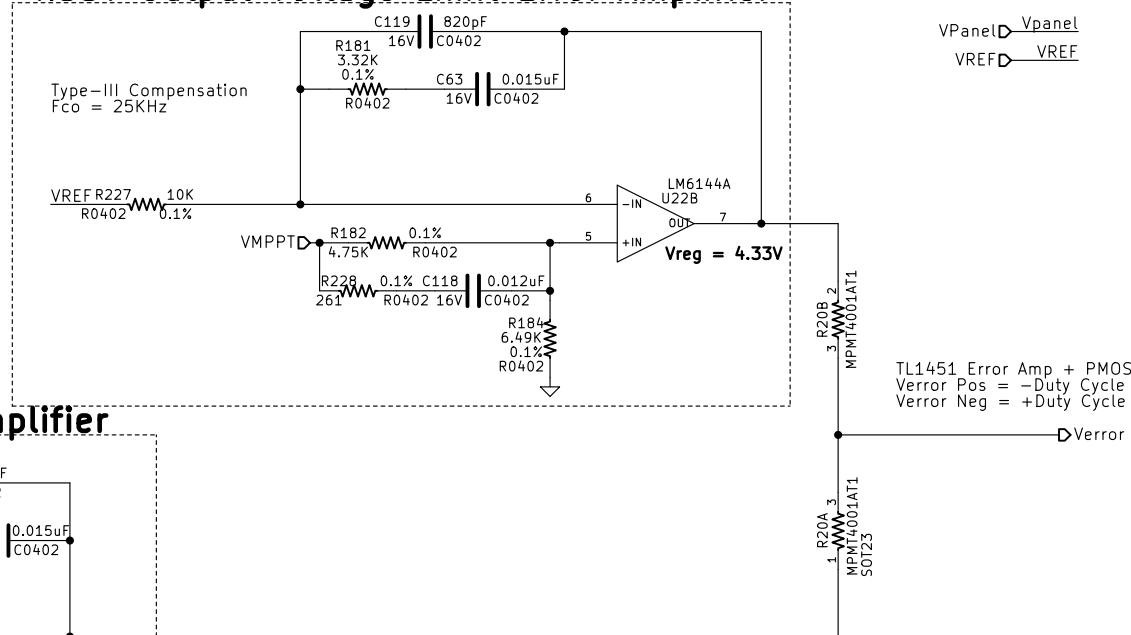 C119 820pF
16V C0402
R181
3.32K
0.1%
R0402
C63 0.015uF
16V C0402
Type-III Compensation
Fco = 25KHz
VREF R227 10K
R0402 0.1%
VMPPT
R182 0.1%
4.75K R0402
R228 0.1% C118 0.012uF
261 R0402 16V C0402
R184
6.49K
0.1%
R0402
LM6144A
U22B
6 -IN
5 +IN
OUT 7
Vreg = 4.33V
VPanel Vpanel
VREF VREF
2
R20B
MPMT4001AT1
3
TL1451 Error Amp + PMOS
Verror Pos = -Duty Cycle
Verror Neg = +Duty Cycle
Verror
3
R20A
MPMT4001AT1
SOT23
1
plifier
F
0.015uF
C0402